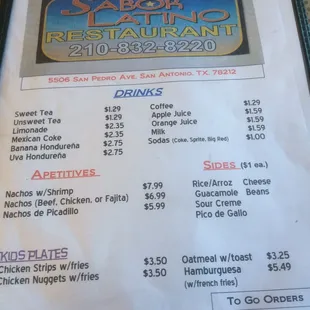 SABOR
LATINO
RESTAURANT
210-832-8220
5506 San Pedro Ave. San Antonio, TX. 78212
DRINKS
Sweet Tea $1.29
Unsweet Tea $1.29
Limonade $2.35
Mexican Coke $2.35
Banana Hondureña $2.75
Uva Hondureña $2.75
Coffee $1.29
Apple Juice $1.59
Orange Juice $1.59
Milk $1.59
Sodas (Coke, Sprite, Big Red) $1.00
APETITIVES
Nachos w/Shrimp $7.99
Nachos (Beef, Chicken, or Fajita) $6.99
Nachos de Picadillo $5.99
SIDES ($1 ea.)
Rice/Arroz Cheese
Guacamole Beans
Sour Creme
Pico de Gallo
KIDS PLATES
Chicken Strips w/fries $3.50
Chicken Nuggets w/fries $3.50
Oatmeal w/toast $3.25
Hamburguesa $5.49
(w/french fries)
To Go Orders